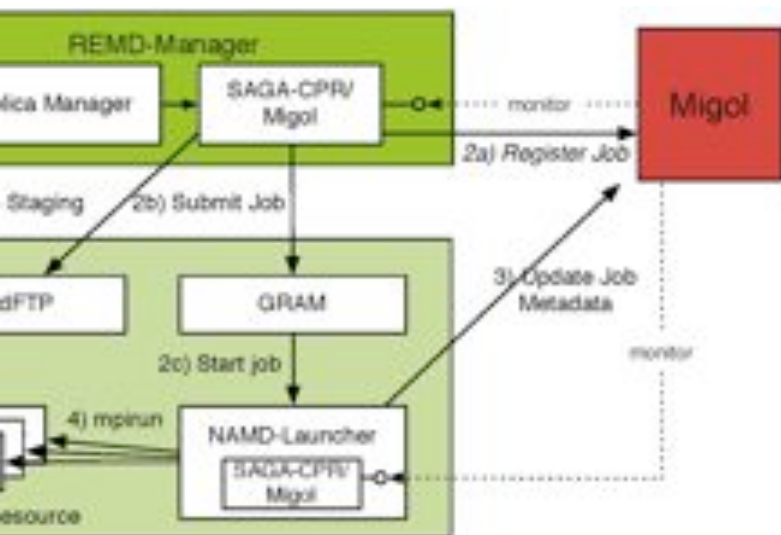 REMD-Manager
lica Manager
SAGA-CPR/
Migol
monitor
Migol
2a) Register Job
Staging
2b) Submit Job
dFTP
GRAM
3) Update Job
Metadata
monitor
2c) Start job
4) mpirun
NAMD-Launcher
SAGA-CPR/
Migol
esource